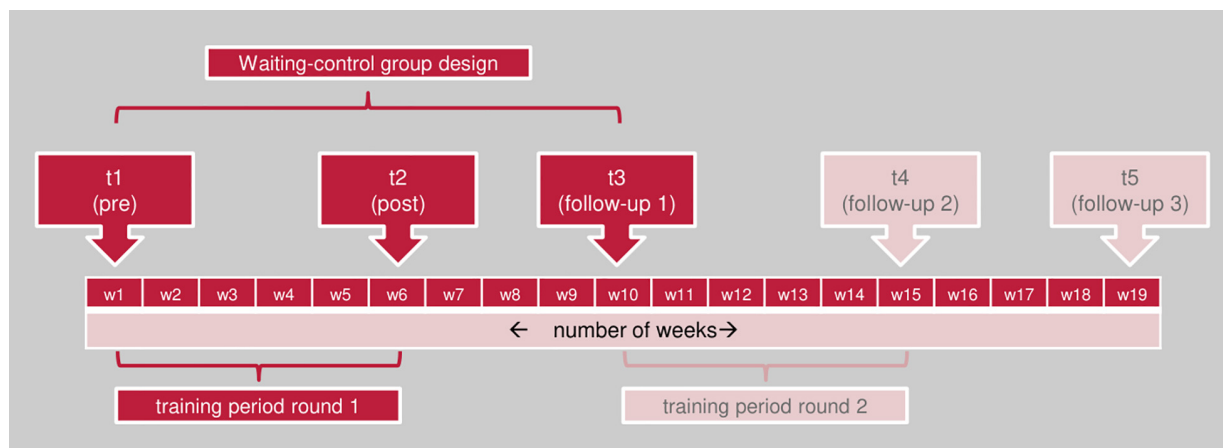 Waiting-control group design
t1
(pre)
t2
(post)
t3
(follow-up 1)
t4
(follow-up 2)
t5
(follow-up 3)
w1 w2 w3 w4 w5 w6 w7 w8 w9 w10 w11 w12 w13 w14 w15 w16 w17 w18 w19
← number of weeks→
training period round 1
training period round 2